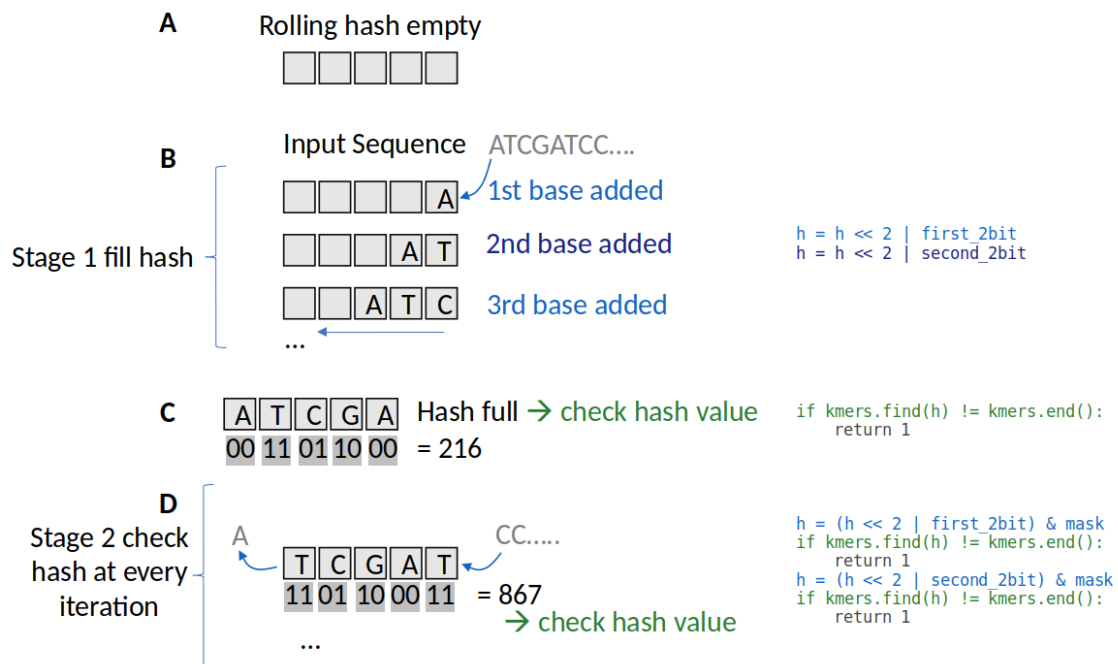 A
Rolling hash empty
B
Input Sequence ATCGATCC....
A 1st base added
Stage 1 fill hash
A T 2nd base added
h = h << 2 | first_2bit
h = h << 2 | second_2bit
A T C 3rd base added
...
C
A T C G A Hash full → check hash value
00 11 01 10 00 = 216
if kmers.find(h) != kmers.end():
return 1
D
Stage 2 check
hash at every
iteration
A
CC.....
T C G A T
11 01 10 00 11 = 867
→ check hash value
...
h = (h << 2 | first_2bit) & mask
if kmers.find(h) != kmers.end():
return 1
h = (h << 2 | second_2bit) & mask
if kmers.find(h) != kmers.end():
return 1